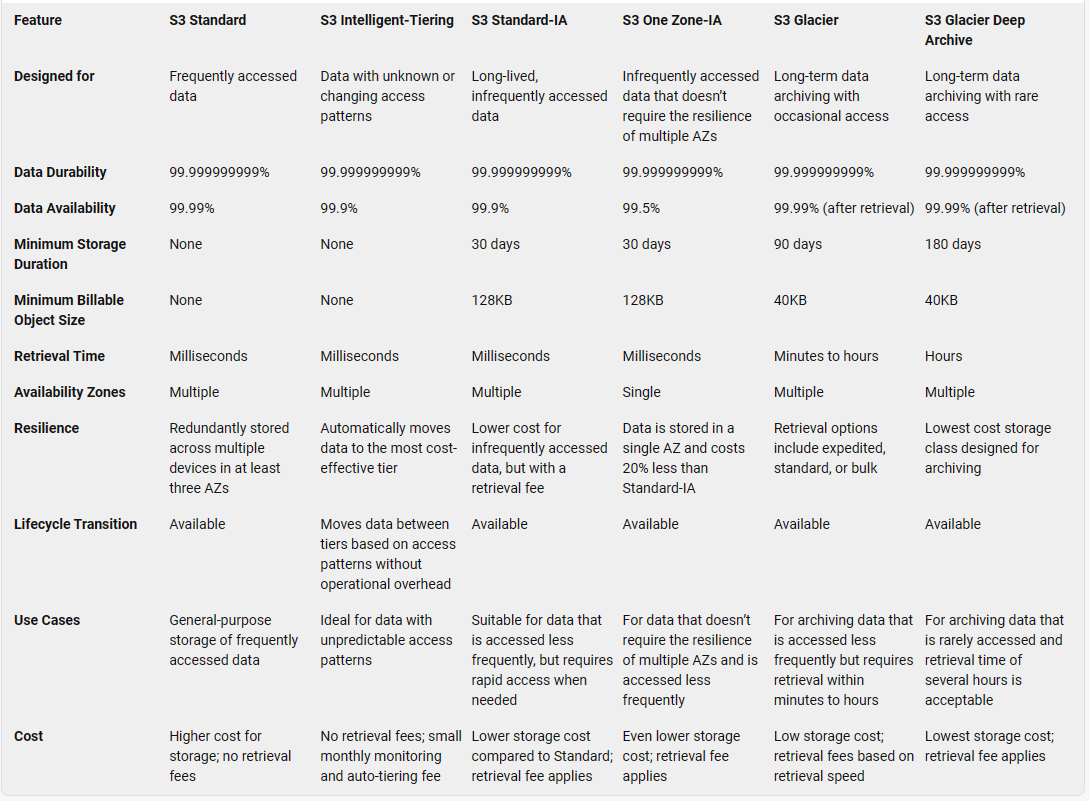 Feature S3 Standard S3 Intelligent-Tiering S3 Standard-IA S3 One Zone-IA S3 Glacier S3 Glacier Deep
Archive
Designed for Frequently accessed Data with unknown or Long-lived, Infrequently accessed Long-term data Long-term data
data changing access infrequently accessed data that doesn’t archiving with archiving with rare
patterns data require the resilience occasional access access
of multiple AZs
Data Durability 99.999999999% 99.999999999% 99.999999999% 99.999999999% 99.999999999% 99.999999999%
Data Availability 99.99% 99.9% 99.9% 99.5% 99.99% (after retrieval) 99.99% (after retrieval)
Minimum Storage None None 30 days 30 days 90 days 180 days
Duration
Minimum Billable None None 128KB 128KB 40KB 40KB
Object Size
Retrieval Time Milliseconds Milliseconds Milliseconds Milliseconds Minutes to hours Hours
Availability Zones Multiple Multiple Multiple Single Multiple Multiple
Resilience Redundantly stored Automatically moves Lower cost for Data is stored in a Retrieval options Lowest cost storage
across multiple data to the most cost- infrequently accessed single AZ and costs include expedited, class designed for
devices in at least effective tier data, but with a 20% less than standard, or bulk archiving
three AZs retrieval fee Standard-IA
Lifecycle Transition Available Moves data between Available Available Available Available
tiers based on access
patterns without
operational overhead
Use Cases General-purpose Ideal for data with Suitable for data that For data that doesn’t For archiving data that For archiving data that
storage of frequently unpredictable access is accessed less require the resilience is accessed less is rarely accessed and
accessed data patterns frequently, but requires of multiple AZs and is frequently but requires retrieval time of
rapid access when accessed less retrieval within several hours is
needed frequently minutes to hours acceptable
Cost Higher cost for No retrieval fees; small Lower storage cost Even lower storage Low storage cost; Lowest storage cost;
storage; no retrieval monthly monitoring compared to Standard; cost; retrieval fee retrieval fees based on retrieval fee applies
fees and auto-tiering fee retrieval fee applies applies retrieval speed